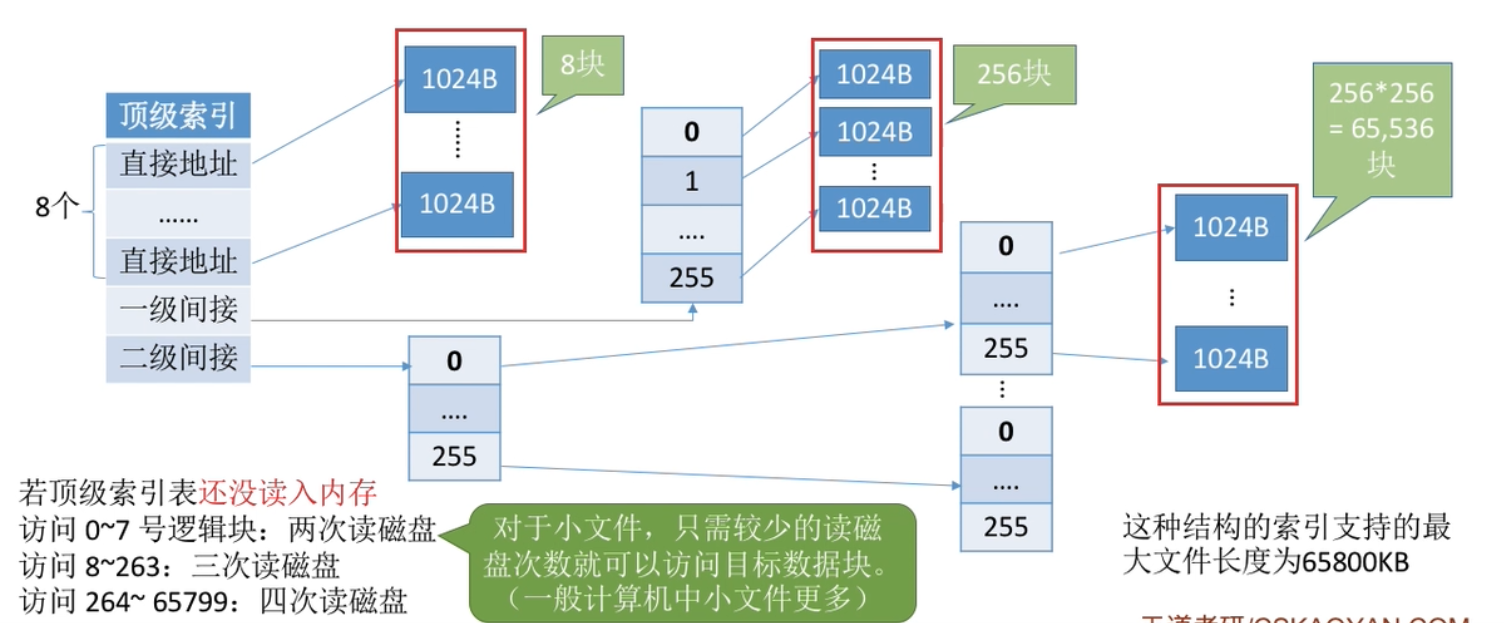 顶级索引
8个
直接地址
......
直接地址
一级间接
二级间接
1024B
1024B
8块
0
1
....
255
1024B
1024B
1024B
256块
0
....
255
0
....
255
0
....
255
1024B
1024B
256*256
= 65,536
块
若顶级索引表还没读入内存
访问 0~7 号逻辑块：两次读磁盘
访问 8~263：三次读磁盘
访问 264~ 65799：四次读磁盘
对于小文件，只需较少的读磁
盘次数就可以访问目标数据块。
（一般计算机中小文件更多）
这种结构的索引支持的最
大文件长度为65800KB
王道考研/CSKAOYAN.COM